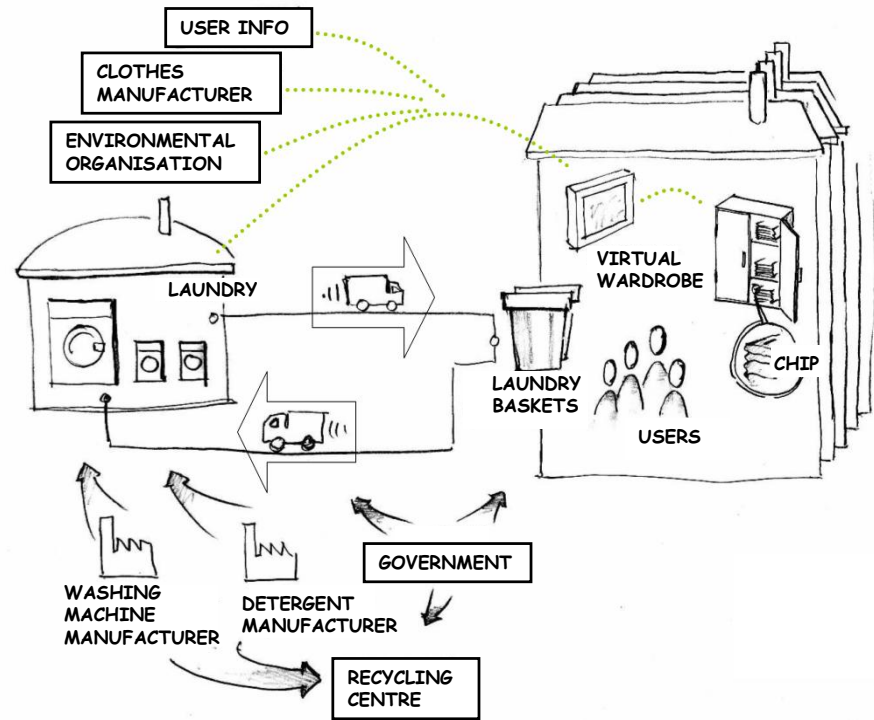 USER INFO
CLOTHES
MANUFACTURER
ENVIRONMENTAL
ORGANISATION
LAUNDRY
VIRTUAL
WARDROBE
CHIP
LAUNDRY
BASKETS
USERS
GOVERNMENT
WASHING
MACHINE
MANUFACTURER
DETERGENT
MANUFACTURER
RECYCLING
CENTRE